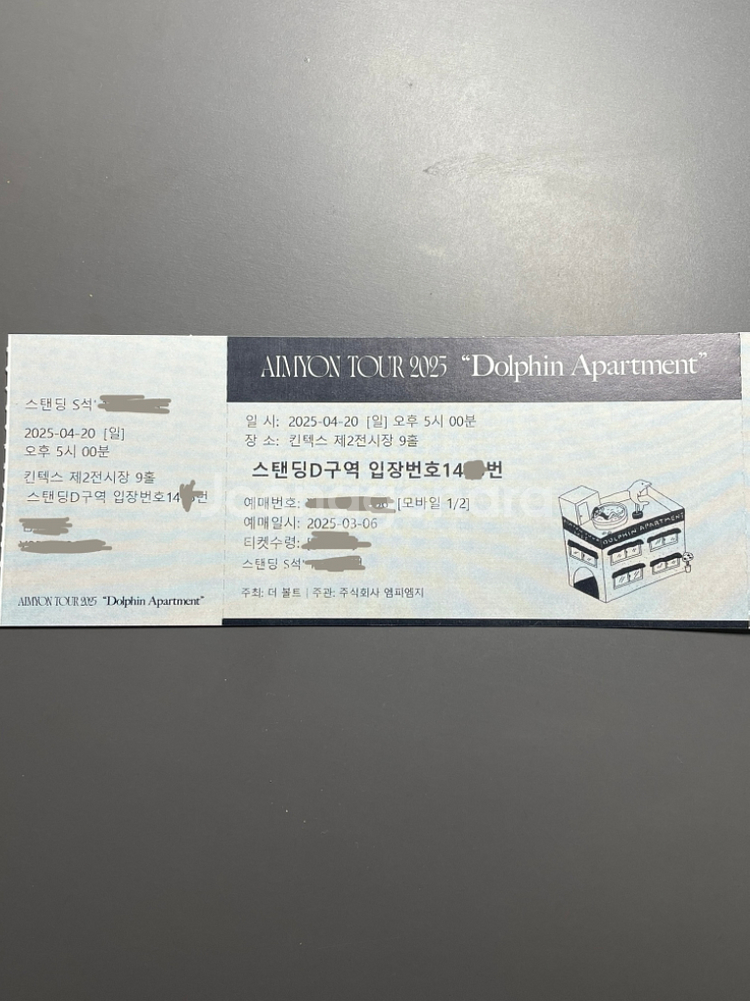 스탠딩 S석
2025-04-20 [일]
오후 5시 00분
킨텍스 제2전시장 9홀
스탠딩D구역 입장번호14 번
AIMYON TOUR 2025 “Dolphin Apartment”
AIMYON TOUR 2025 “Dolphin Apartment”
일 시: 2025-04-20 [일] 오후 5시 00분
장 소: 킨텍스 제2전시장 9홀
스탠딩D구역 입장번호14 번
예매번호: [모바일 1/2]
예매일시: 2025-03-06
티켓수령:
스탠딩 S석
주최: 더 볼트 | 주관: 주식회사 엠피엠지
DOLPHIN APARTMENT